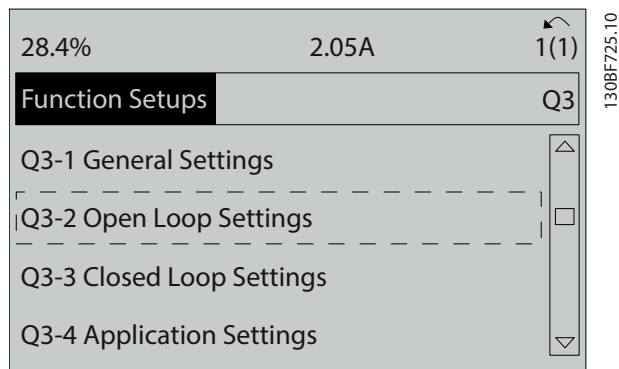 28.4% 2.05A 1(1)
Function Setups Q3
Q3-1 General Settings
Q3-2 Open Loop Settings
Q3-3 Closed Loop Settings
Q3-4 Application Settings
130BF725.10